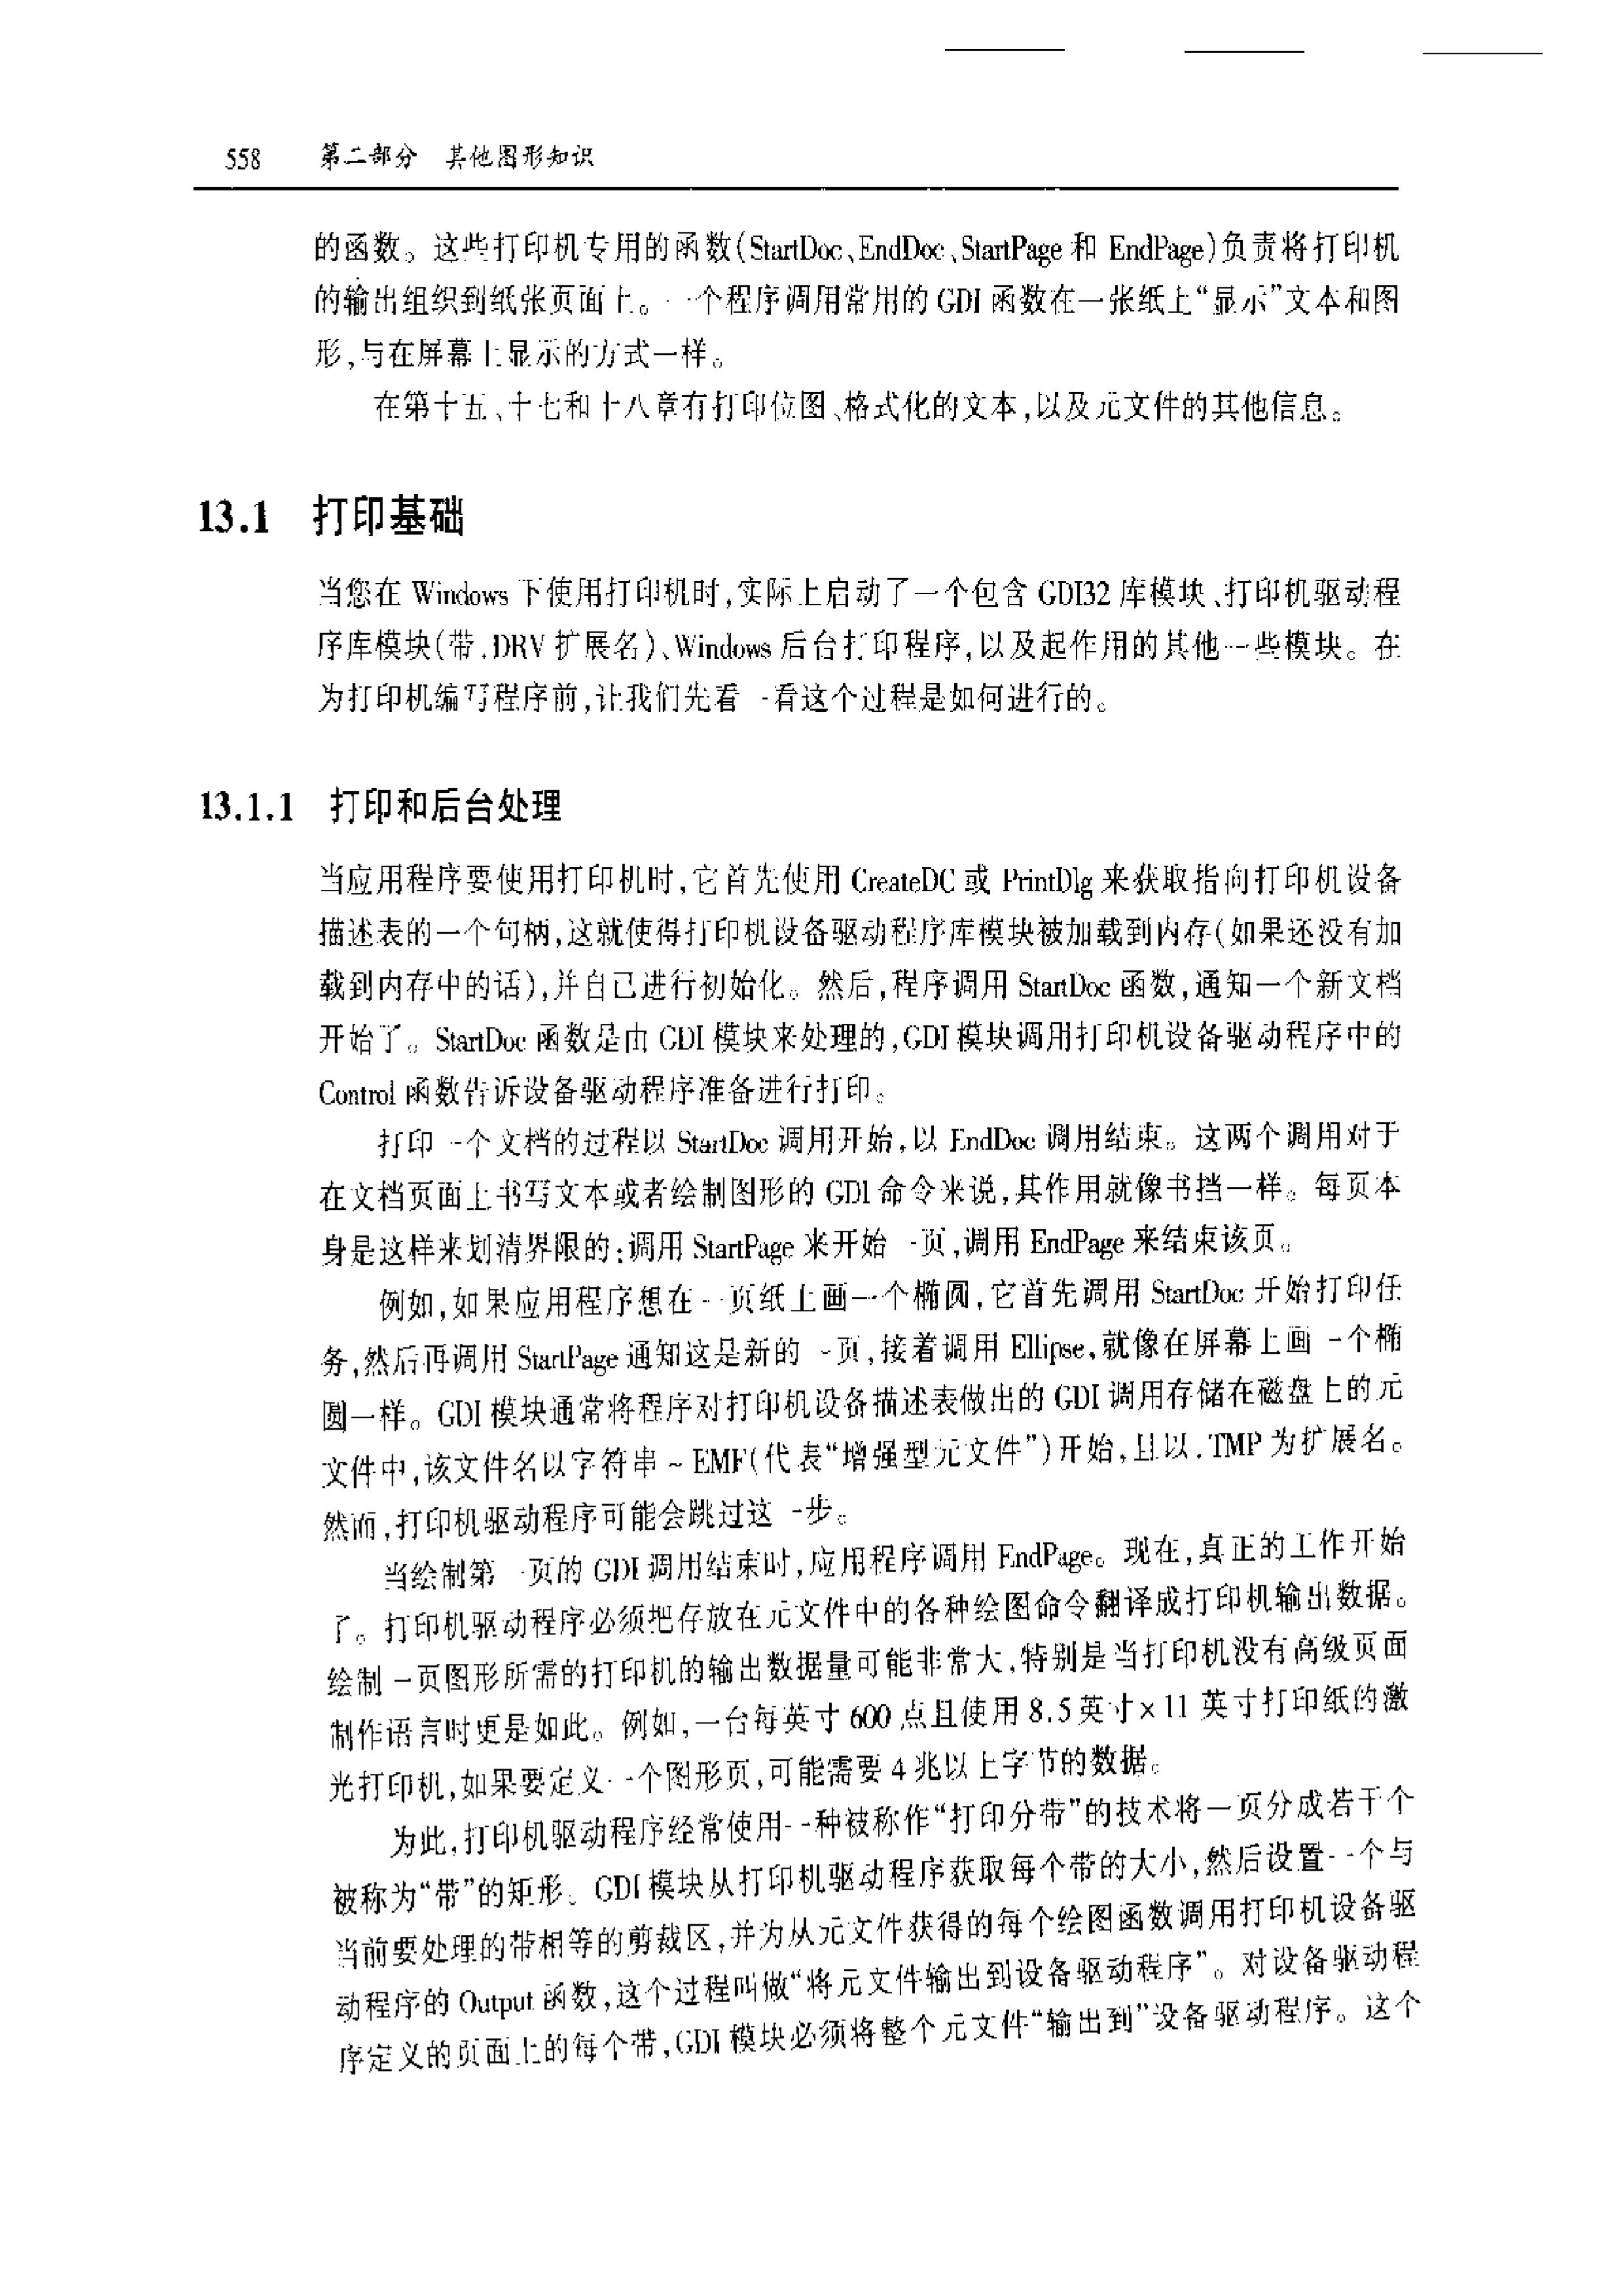 558 第二部分 其他图形知识
的函数。这些打印机专用的函数(StartDoc、EndDoc、StartPage 和 EndPage)负责将打印机
的输出组织到纸张页面上。一个程序调用常用的 GDI 函数在一张纸上“显示”文本和图
形,与在屏幕上显示的方式一样。
在第十五、十七和十八章有打印位图、格式化的文本,以及元文件的其他信息。
13.1 打印基础
当您在 Windows 下使用打印机时,实际上启动了一个包含 GDI32 库模块、打印机驱动程
序库模块(带.DRV 扩展名)、Windows 后台打印程序,以及起作用的其他一些模块。在
为打印机编写程序前,让我们先看一看这个过程是如何进行的。
13.1.1 打印和后台处理
当应用程序要使用打印机时,它首先使用 CreateDC 或 PrintDlg 来获取指向打印机设备
描述表的一个句柄,这就使得打印机设备驱动程序库模块被加载到内存(如果还没有加
载到内存中的话),并自己进行初始化。然后,程序调用 StartDoc 函数,通知一个新文档
开始了。StartDoc 函数是由 GDI 模块来处理的,GDI 模块调用打印机设备驱动程序中的
Control 函数告诉设备驱动程序准备进行打印。
打印一个文档的过程以 StartDoc 调用开始,以 EndDoc 调用结束。这两个调用对于
在文档页面上书写文本或者绘制图形的 GDI 命令来说,其作用就像书挡一样。每页本
身是这样来划清界限的:调用 StartPage 来开始一页,调用 EndPage 来结束该页。
例如,如果应用程序想在一页纸上画一个椭圆,它首先调用 StartDoc 开始打印任
务,然后再调用 StartPage 通知这是新的一页,接着调用 Ellipse,就像在屏幕上画一个椭
圆一样。GDI 模块通常将程序对打印机设备描述表做出的 GDI 调用存储在磁盘上的元
文件中,该文件名以字符串 ~ EMF(代表“增强型元文件”)开始,且以.TMP 为扩展名。
然而,打印机驱动程序可能会跳过这一步。
当绘制第一页的 GDI 调用结束时,应用程序调用 EndPage。现在,真正的工作开始
了。打印机驱动程序必须把存放在元文件中的各种绘图命令翻译成打印机输出数据。
绘制一页图形所需的打印机的输出数据量可能非常大,特别是当打印机没有高级页面
制作语言时更是如此。例如,一台每英寸 600 点且使用 8.5 英寸×11 英寸打印纸的激
光打印机,如果要定义一个图形页,可能需要 4 兆以上字节的数据。
为此,打印机驱动程序经常使用一种被称作“打印分带”的技术将一页分成若干个
被称为“带”的矩形。GDI 模块从打印机驱动程序获取每个带的大小,然后设置一个与
当前要处理的带相等的剪裁区,并为从元文件获得的每个绘图函数调用打印机设备驱
动程序的 Output 函数,这个过程叫做“将元文件输出到设备驱动程序”。对设备驱动程
序定义的页面上的每个带,GDI 模块必须将整个元文件“输出到”设备驱动程序。这个